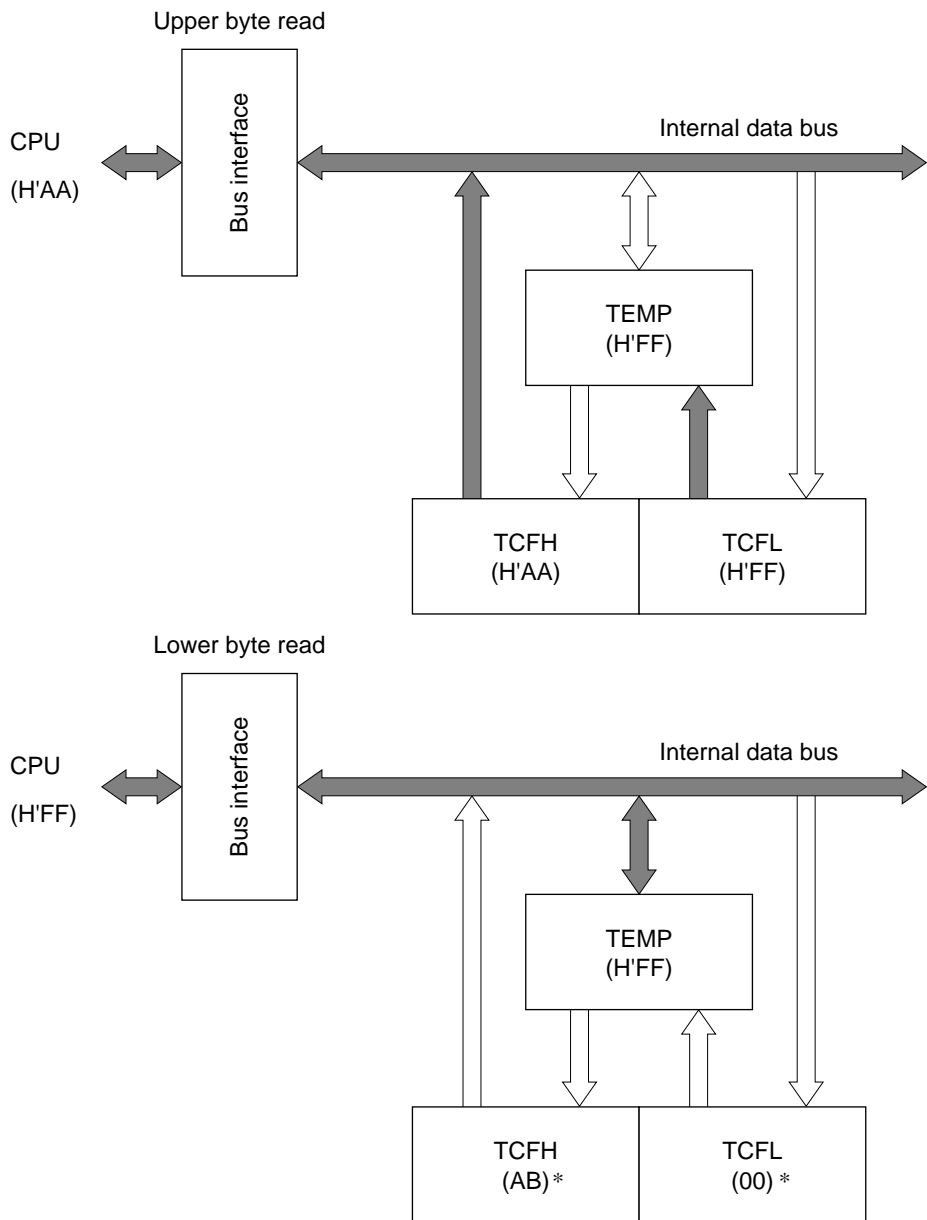 Upper byte read
Bus interface
CPU
(H'AA)
Internal data bus
TEMP
(H'FF)
TCFH
(H'AA)
TCFL
(H'FF)
Lower byte read
Bus interface
CPU
(H'FF)
Internal data bus
TEMP
(H'FF)
TCFH
(AB)*
TCFL
(00)*